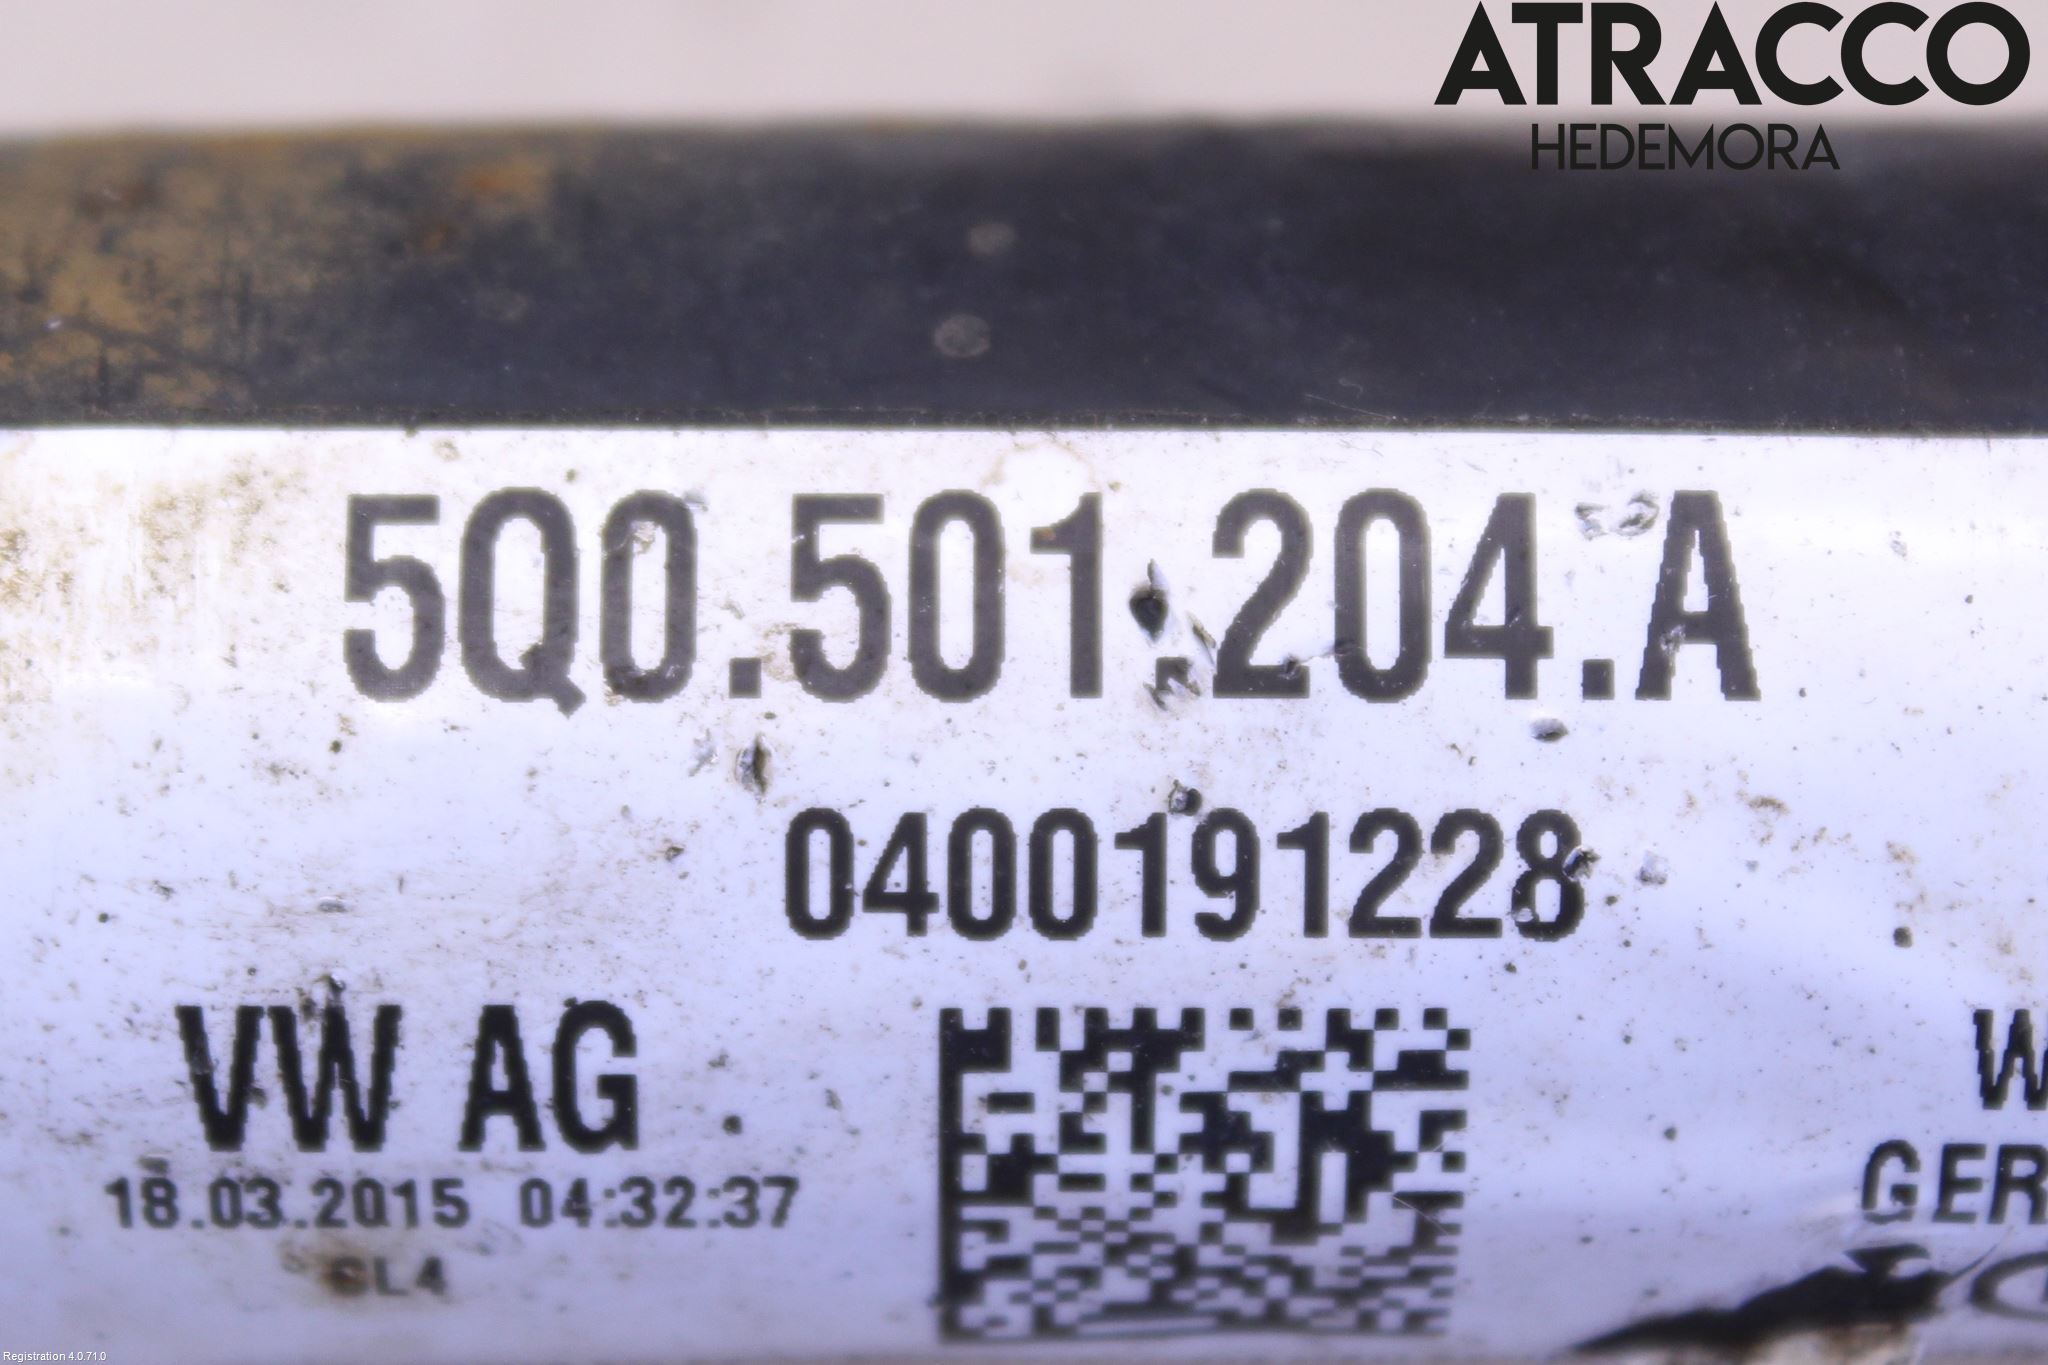 ATRACCO
HEDEMORA
5Q0.501.204.A
0400191228
VW AG
18.03.2015 04:32:37
Registration 4.0.71.0